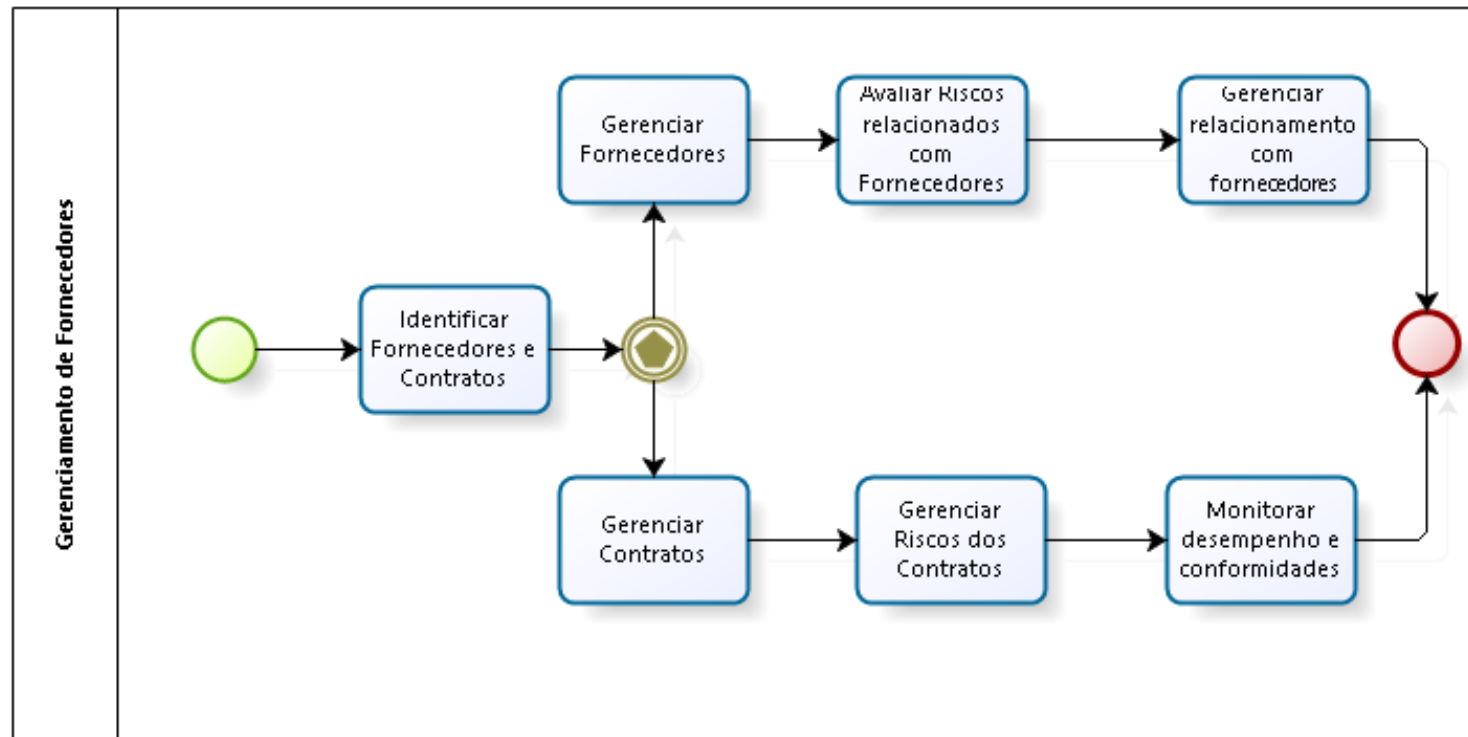 Gerenciamento de Fornecedores
Identificar
Fornecedores e
Contratos
Gerenciar
Fornecedores
Avaliar Riscos
relacionados
com
Fornecedores
Gerenciar
relacionamento
com
fornecedores
Gerenciar
Contratos
Gerenciar
Riscos dos
Contratos
Monitorar
desempenho e
conformidades